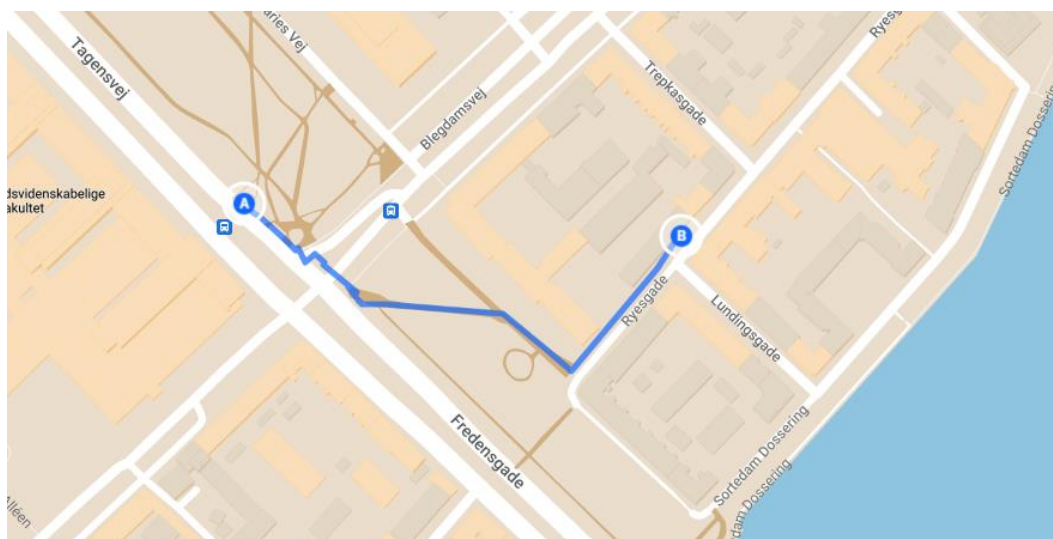 Tagensvej
aries Vej
Blegdamsvej
Trepkasgade
Ryesg
Sortedam Dossering
dsvidenskabelige
akultet
A
B
Ryesgade
Lundingsgade
Fredensgade
Sortedam Dossering
dam Dossering
Alléen